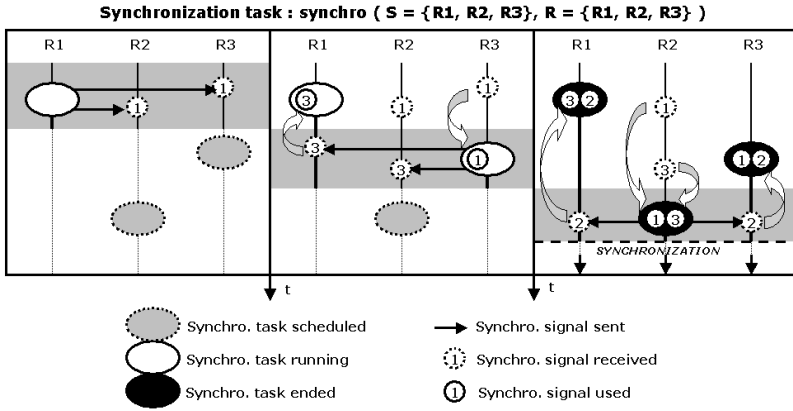 Synchronization task : synchro ( S = {R1, R2, R3}, R = {R1, R2, R3} )
R1 R2 R3 R1 R2 R3 R1 R2 R3
1 1 3 1 1 3 2 1
3 3 1 3 1 2
2 1 3 2
SYNCHRONIZATION
t t
Synchro. task scheduled Synchro. signal sent
Synchro. task running 1 Synchro. signal received
Synchro. task ended 1 Synchro. signal used